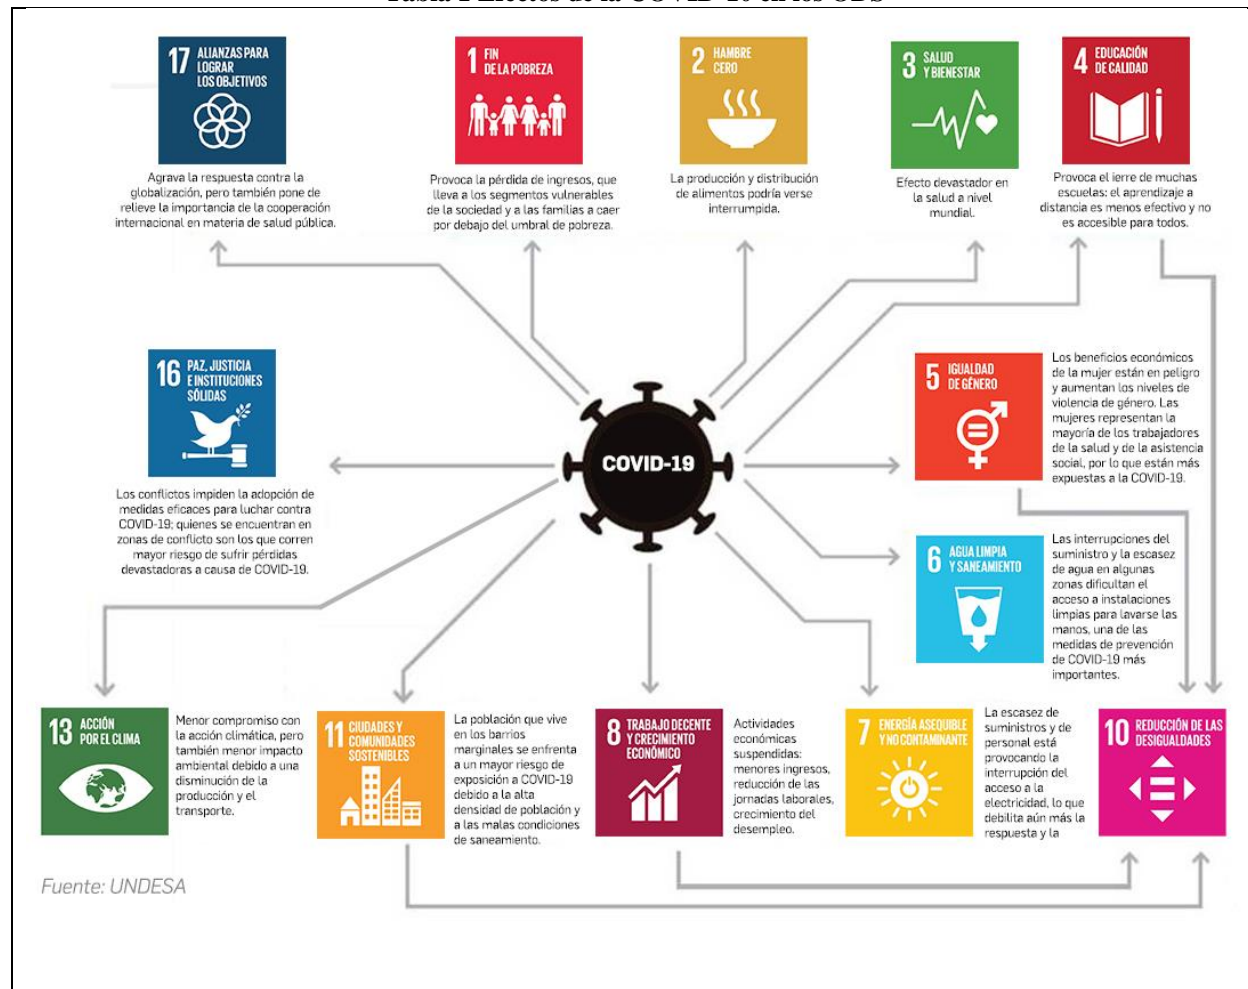 Tabla 1 Efectos de la COVID-19 en los ODS
17 ALIANZAS PARA
LOGRAR
LOS OBJETIVOS
Agrava la respuesta contra la
globalización, pero también pone de
relieve la importancia de la cooperación
internacional en materia de salud pública.
1 FIN
DE LA POBREZA
Provoca la pérdida de ingresos, que
lleva a los segmentos vulnerables
de la sociedad y a las familias a caer
por debajo del umbral de pobreza.
2 HAMBRE
CERO
La producción y distribución
de alimentos podría verse
interrumpida.
3 SALUD
Y BIENESTAR
Efecto devastador en
la salud a nivel
mundial.
4 EDUCACIÓN
DE CALIDAD
Provoca el ierre de muchas
escuelas: el aprendizaje a
distancia es menos efectivo y no
es accesible para todos.
16 PAZ, JUSTICIA
E INSTITUCIONES
SÓLIDAS
Los conflictos impiden la adopción de
medidas eficaces para luchar contra
COVID-19; quienes se encuentran en
zonas de conflicto son los que corren
mayor riesgo de sufrir pérdidas
devastadoras a causa de COVID-19.
COVID-19
5 IGUALDAD
DE GÉNERO
Los beneficios económicos
de la mujer están en peligro
y aumentan los niveles de
violencia de género. Las
mujeres representan la
mayoría de los trabajadores
de la salud y de la asistencia
social, por lo que están más
expuestas a la COVID-19.
6 AGUA LIMPIA
Y SANEAMIENTO
Las interrupciones del
suministro y la escasez
de agua en algunas
zonas dificultan el
acceso a instalaciones
limpias para lavarse las
manos, una de las
medidas de prevención
de COVID-19 más
importantes.
13 ACCIÓN
POR EL CLIMA
Menor compromiso con
la acción climática, pero
también menor impacto
ambiental debido a una
disminución de la
producción y el
transporte.
11 CIUDADES Y
COMUNIDADES
SOSTENIBLES
La población que vive
en los barrios
marginales se enfrenta
a un mayor riesgo de
exposición a COVID-19
debido a la alta
densidad de población y
a las malas condiciones
de saneamiento.
8 TRABAJO DECENTE
Y CRECIMIENTO
ECONÓMICO
Actividades
económicas
suspendidas:
menores ingresos,
reducción de las
jornadas laborales,
crecimiento del
desempleo.
7 ENERGÍA ASEQUIBLE
Y NO CONTAMINANTE
La escasez de
suministros y de
personal está
provocando la
interrupción del
acceso a la
electricidad, lo que
debilita aún más la
respuesta y la
10 REDUCCIÓN DE LAS
DESIGUALDADES
Fuente: UNDESA